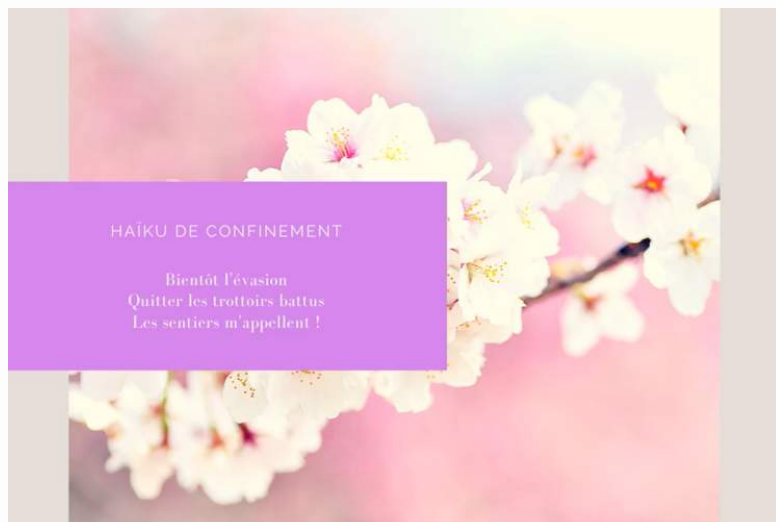 HAÏKU DE CONFINEMENT
Bientôt l'évasion
Quitter les trottoirs battus
Les sentiers m'appellent !